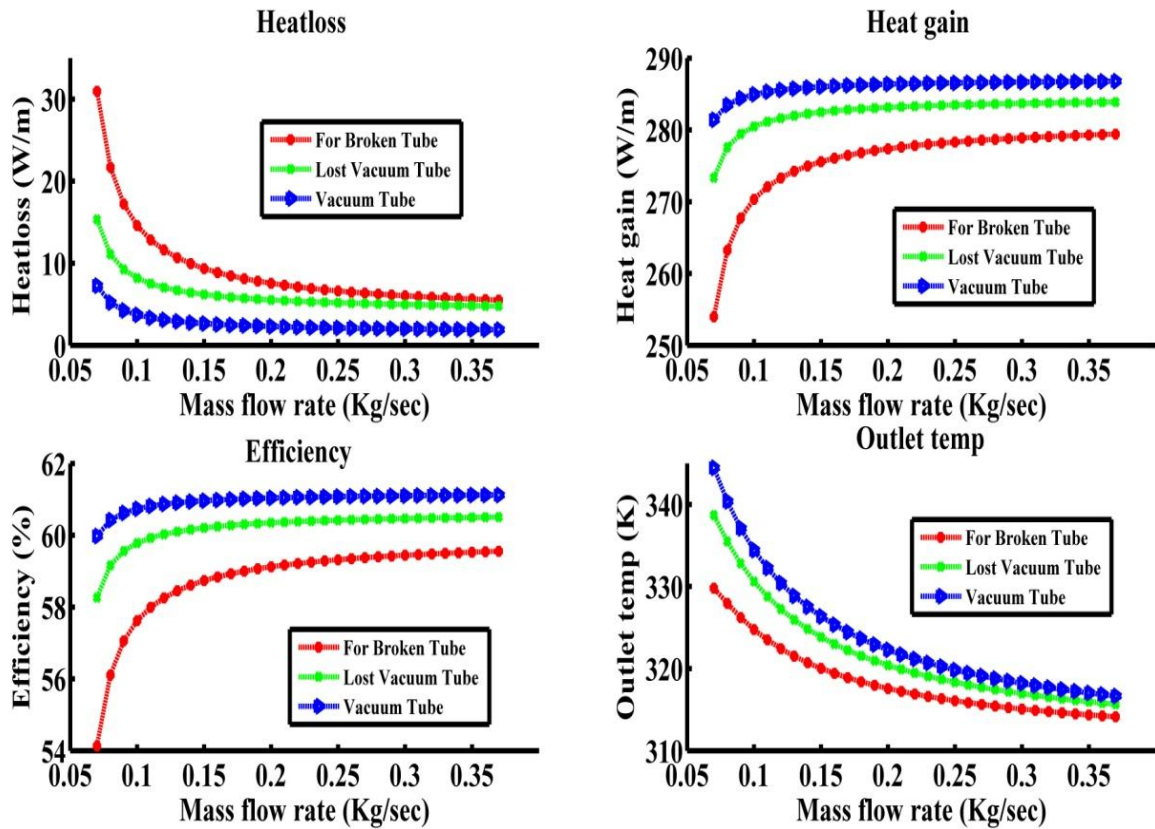 Heatloss
Heatloss (W/m)
30
20
10
0
For Broken Tube
Lost Vacuum Tube
Vacuum Tube
0.05 0.1 0.15 0.2 0.25 0.3 0.35
Mass flow rate (Kg/sec)
Heat gain
Heat gain (W/m)
290
280
270
260
250
For Broken Tube
Lost Vacuum Tube
Vacuum Tube
0.05 0.1 0.15 0.2 0.25 0.3 0.35
Mass flow rate (Kg/sec)
Efficiency
Efficiency (%)
62
60
58
56
54
For Broken Tube
Lost Vacuum Tube
Vacuum Tube
0.05 0.1 0.15 0.2 0.25 0.3 0.35
Mass flow rate (Kg/sec)
Outlet temp
Outlet temp (K)
340
330
320
310
For Broken Tube
Lost Vacuum Tube
Vacuum Tube
0.05 0.1 0.15 0.2 0.25 0.3 0.35
Mass flow rate (Kg/sec)